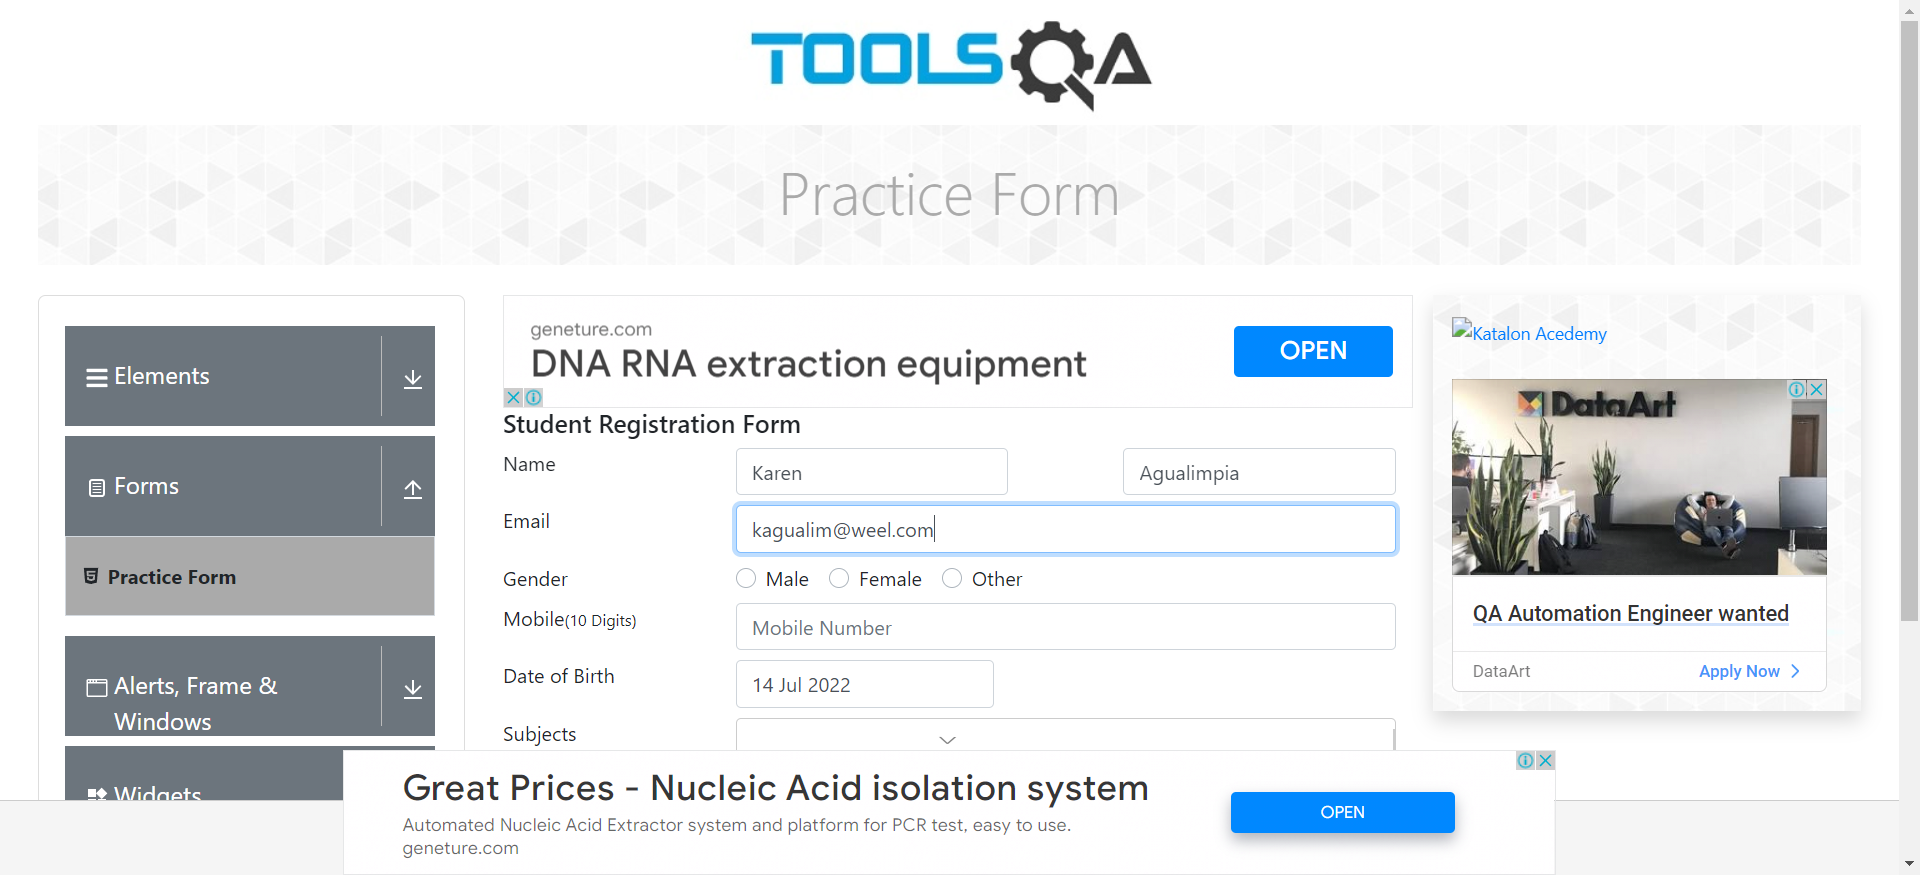 TOOLSQA
Practice Form
Elements
Forms
Practice Form
Alerts, Frame &
Windows
Widgets
geneture.com
DNA RNA extraction equipment
OPEN
Student Registration Form
Name
Karen
Agualimpia
Email
kagualim@weel.com
Gender
Male
Female
Other
Mobile(10 Digits)
Mobile Number
Date of Birth
14 Jul 2022
Subjects
Katalon Acedemy
DataArt
QA Automation Engineer wanted
DataArt
Apply Now
Great Prices - Nucleic Acid isolation system
Automated Nucleic Acid Extractor system and platform for PCR test, easy to use.
geneture.com
OPEN